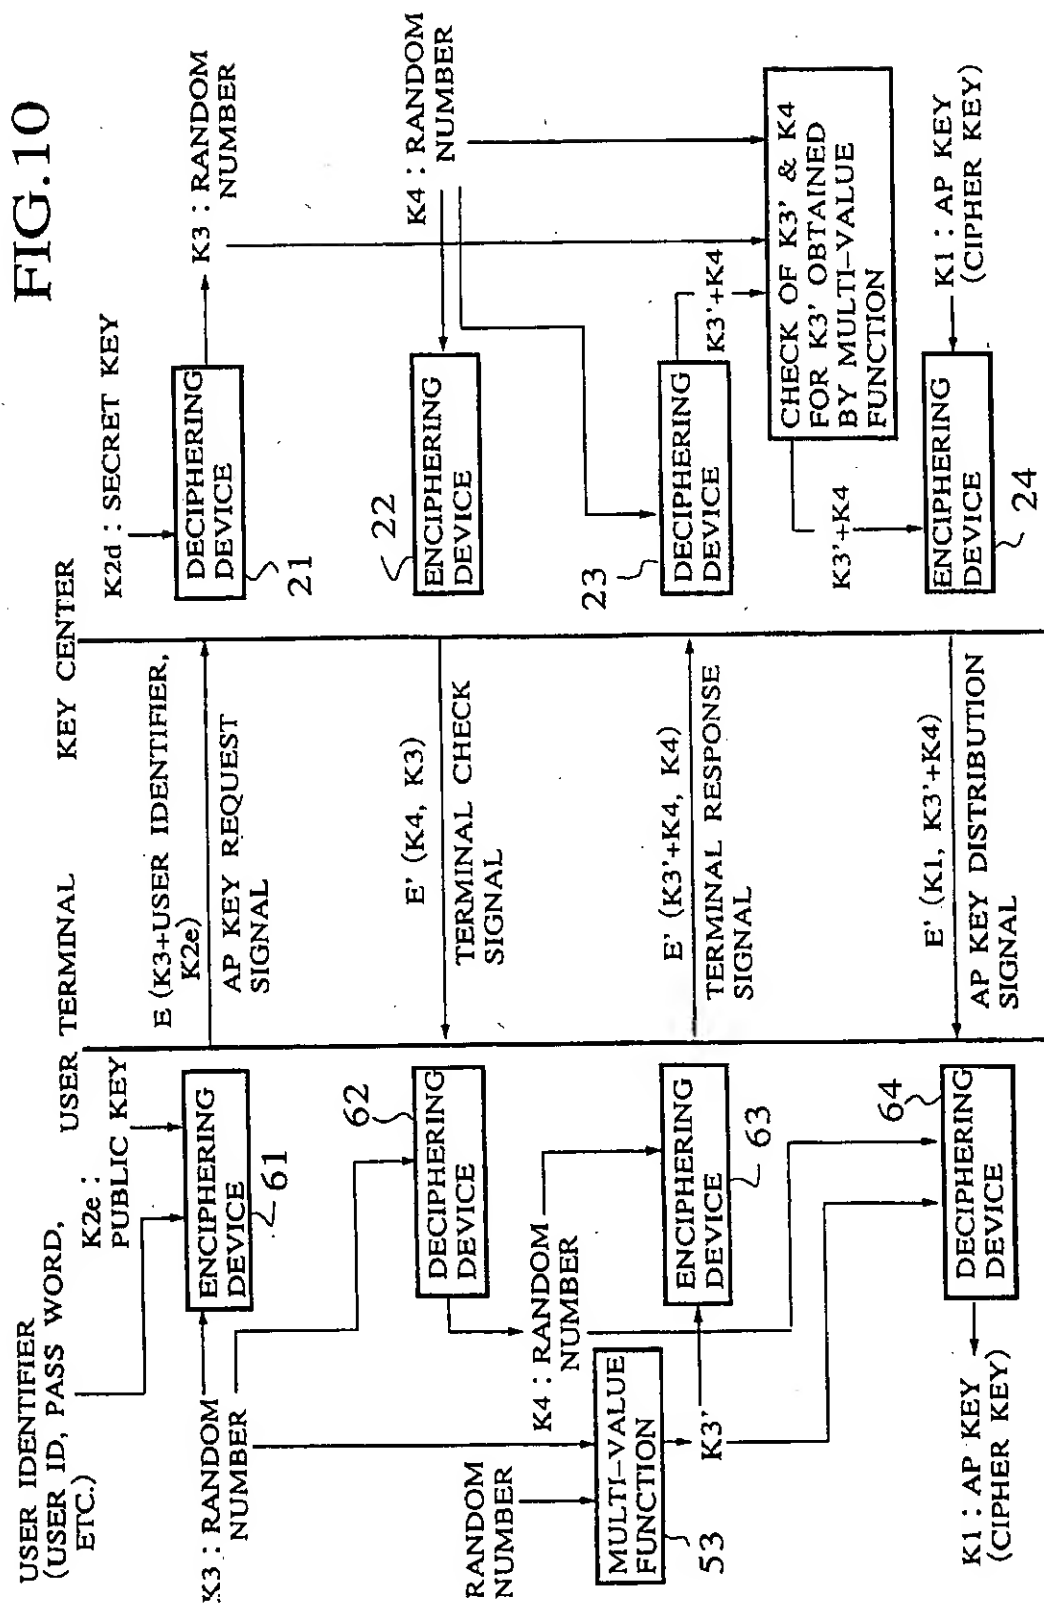 FIG.10
USER TERMINAL
KEY CENTER
USER IDENTIFIER
(USER ID, PASS WORD,
ETC.)
K2e :
PUBLIC KEY
K3 : RANDOM
NUMBER
ENCIPHERING
DEVICE
61
E (K3+USER IDENTIFIER,
K2e)
AP KEY REQUEST
SIGNAL
K2d : SECRET KEY
DECIPHERING
DEVICE
21
K3 : RANDOM
NUMBER
62
DECIPHERING
DEVICE
E' (K4, K3)
TERMINAL CHECK
SIGNAL
22
ENCIPHERING
DEVICE
K4 : RANDOM
NUMBER
RANDOM
NUMBER
K4 : RANDOM
NUMBER
MULTI-VALUE
FUNCTION
53
K3'
ENCIPHERING
DEVICE
63
E' (K3'+K4, K4)
TERMINAL RESPONSE
SIGNAL
23
DECIPHERING
DEVICE
K3'+K4
CHECK OF K3' & K4
FOR K3' OBTAINED
BY MULTI-VALUE
FUNCTION
K3'+K4
64
DECIPHERING
DEVICE
K1 : AP KEY
(CIPHER KEY)
E' (K1, K3'+K4)
AP KEY DISTRIBUTION
SIGNAL
ENCIPHERING
DEVICE
24
K1 : AP KEY
(CIPHER KEY)